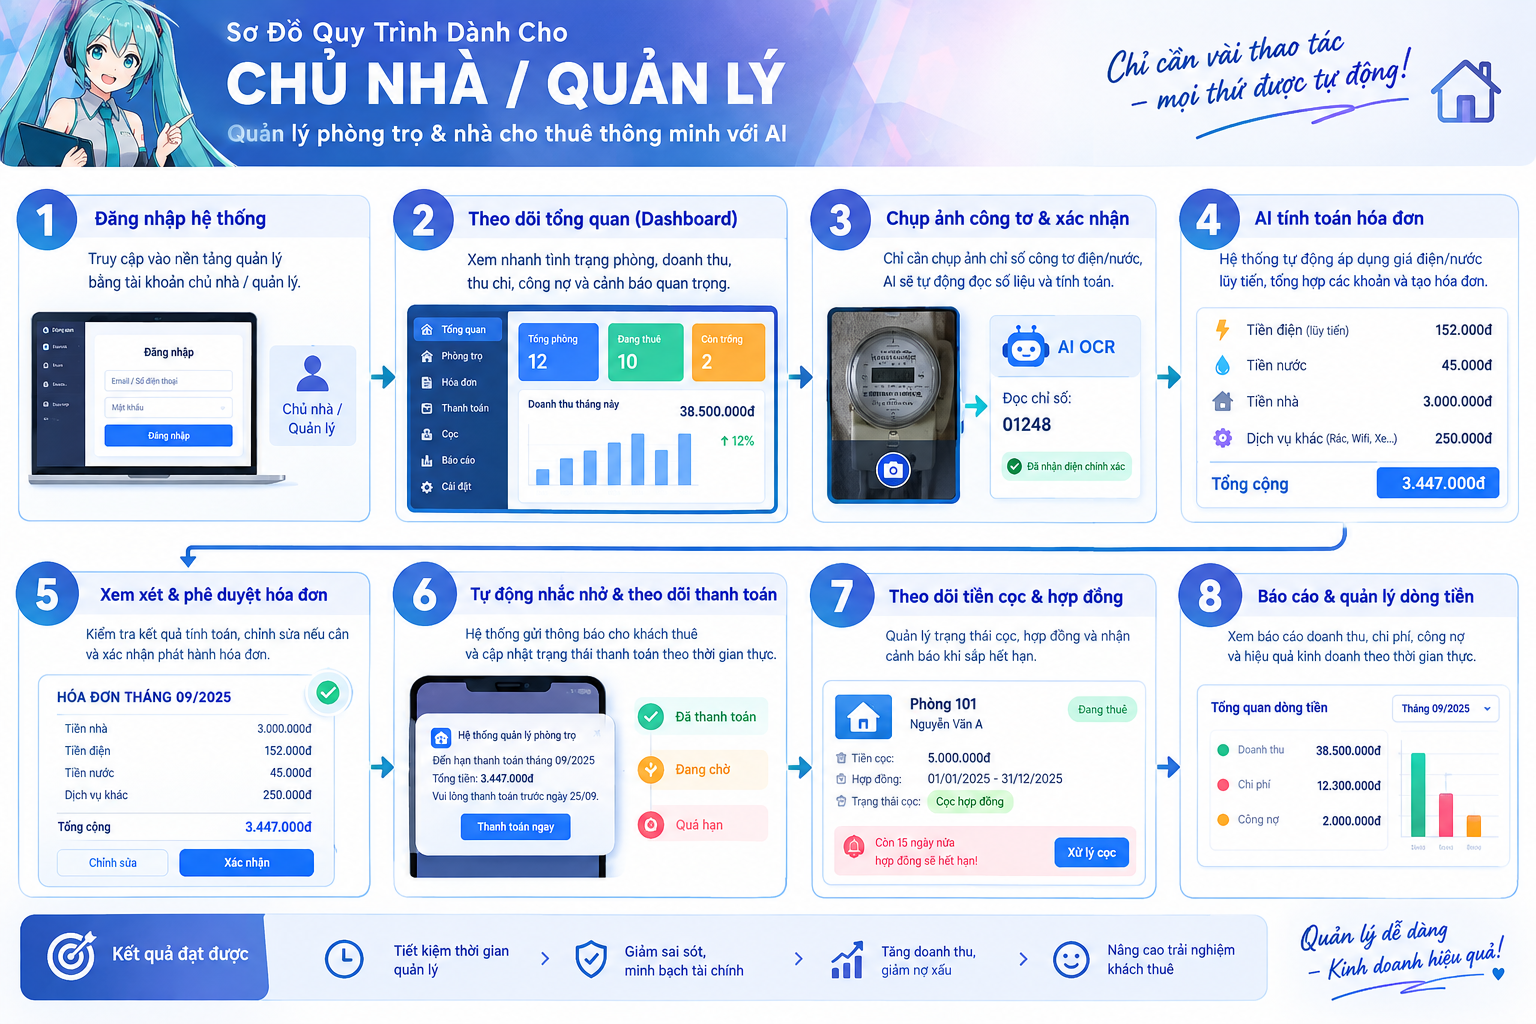 Sơ Đồ Quy Trình Dành Cho
CHỦ NHÀ / QUẢN LÝ
Quản lý phòng trọ & nhà cho thuê thông minh với AI
Chỉ cần vài thao tác
– mọi thứ được tự động!
1
Đăng nhập hệ thống
Truy cập vào nền tảng quản lý
bằng tài khoản chủ nhà / quản lý.
Đăng nhập
Email / Số điện thoại
Mật khẩu
Đăng nhập
Chủ nhà /
Quản lý
2
Theo dõi tổng quan (Dashboard)
Xem nhanh tình trạng phòng, doanh thu,
thu chi, công nợ và cảnh báo quan trọng.
Tổng quan
Phòng trọ
Hóa đơn
Thanh toán
Cọc
Báo cáo
Cài đặt
Tổng phòng
12
Đang thuê
10
Còn trống
2
Doanh thu tháng này
38.500.000đ
↑ 12%
3
Chụp ảnh công tơ & xác nhận
Chỉ cần chụp ảnh chỉ số công tơ điện/nước,
AI sẽ tự động đọc số liệu và tính toán.
AI OCR
Đọc chỉ số:
01248
Đã nhận diện chính xác
4
AI tính toán hóa đơn
Hệ thống tự động áp dụng giá điện/nước
lũy tiến, tổng hợp các khoản và tạo hóa đơn.
Tiền điện (lũy tiến) 152.000đ
Tiền nước 45.000đ
Tiền nhà 3.000.000đ
Dịch vụ khác (Rác, Wifi, Xe...) 250.000đ
Tổng cộng 3.447.000đ
5
Xem xét & phê duyệt hóa đơn
Kiểm tra kết quả tính toán, chỉnh sửa nếu cần
và xác nhận phát hành hóa đơn.
HÓA ĐƠN THÁNG 09/2025
Tiền nhà 3.000.000đ
Tiền điện 152.000đ
Tiền nước 45.000đ
Dịch vụ khác 250.000đ
Tổng cộng 3.447.000đ
Chỉnh sửa
Xác nhận
6
Tự động nhắc nhở & theo dõi thanh toán
Hệ thống gửi thông báo cho khách thuê
và cập nhật trạng thái thanh toán theo thời gian thực.
Hệ thống quản lý phòng trọ
Đến hạn thanh toán tháng 09/2025
Tổng tiền: 3.447.000đ
Vui lòng thanh toán trước ngày 25/09.
Thanh toán ngay
Đã thanh toán
Đang chờ
Quá hạn
7
Theo dõi tiền cọc & hợp đồng
Quản lý trạng thái cọc, hợp đồng và nhận
cảnh báo khi sắp hết hạn.
Phòng 101
Nguyễn Văn A
Đang thuê
Tiền cọc: 5.000.000đ
Hợp đồng: 01/01/2025 - 31/12/2025
Trạng thái cọc: Cọc hợp đồng
Còn 15 ngày nữa
hợp đồng sẽ hết hạn!
Xử lý cọc
8
Báo cáo & quản lý dòng tiền
Xem báo cáo doanh thu, chi phí, công nợ
và hiệu quả kinh doanh theo thời gian thực.
Tổng quan dòng tiền
Tháng 09/2025
Doanh thu 38.500.000đ
Chi phí 12.300.000đ
Công nợ 2.000.000đ
Kết quả đạt được
Tiết kiệm thời gian
quản lý
Giảm sai sót,
minh bạch tài chính
Tăng doanh thu,
giảm nợ xấu
Nâng cao trải nghiệm
khách thuê
Quản lý dễ dàng
– Kinh doanh hiệu quả!